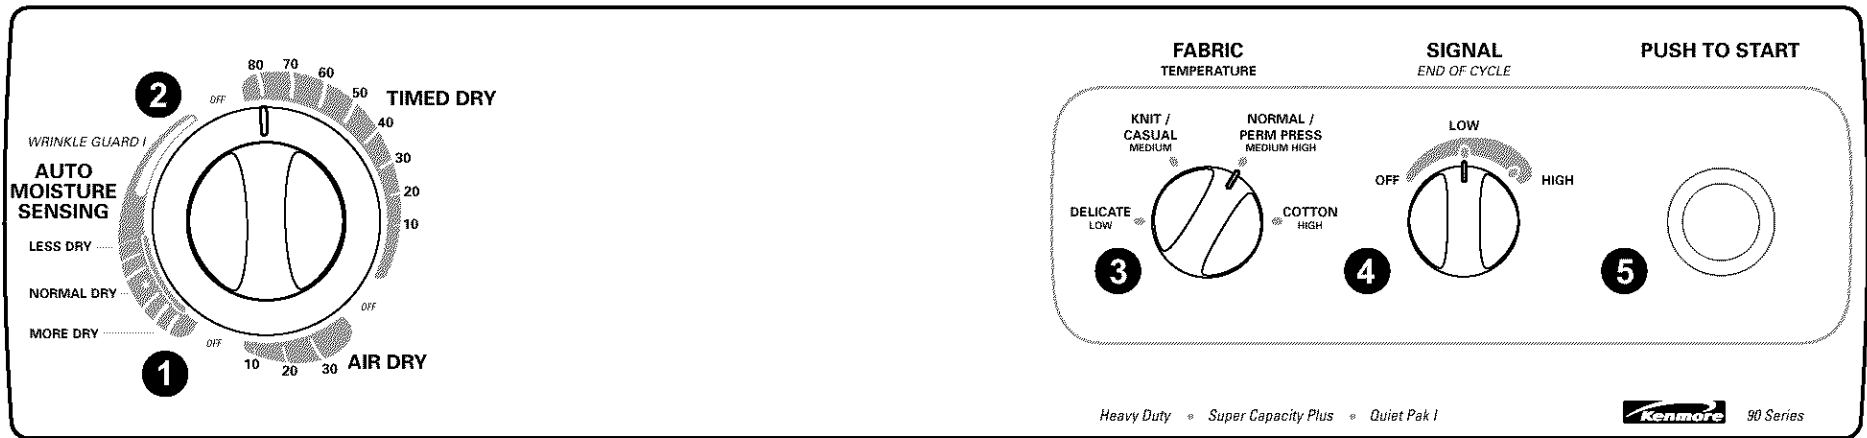 2
OFF
80
70
60
50
40
30
20
10
TIMED DRY
WRINKLE GUARD I
AUTO
MOISTURE
SENSING
LESS DRY
NORMAL DRY
MORE DRY
1
OFF
OFF
10
20
30
AIR DRY
FABRIC
TEMPERATURE
KNIT /
CASUAL
MEDIUM
NORMAL /
PERM PRESS
MEDIUM HIGH
DELICATE
LOW
COTTON
HIGH
3
SIGNAL
END OF CYCLE
LOW
OFF
HIGH
4
PUSH TO START
5
Heavy Duty • Super Capacity Plus • Quiet Pak I
Kenmore
90 Series